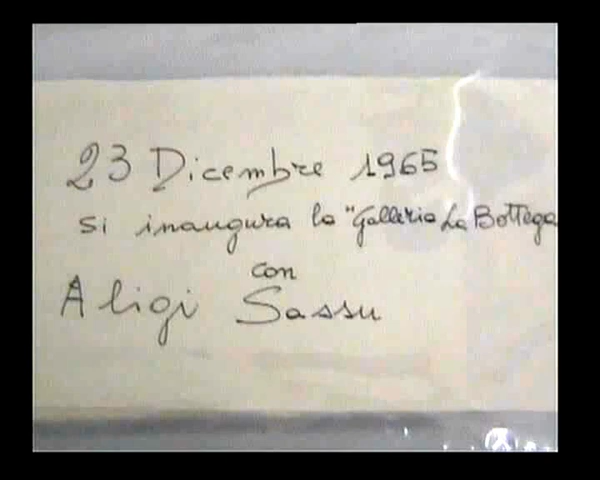 23 Dicembre 1965
si inaugura la "Galleria La Bottega
con
Aligi Sassu